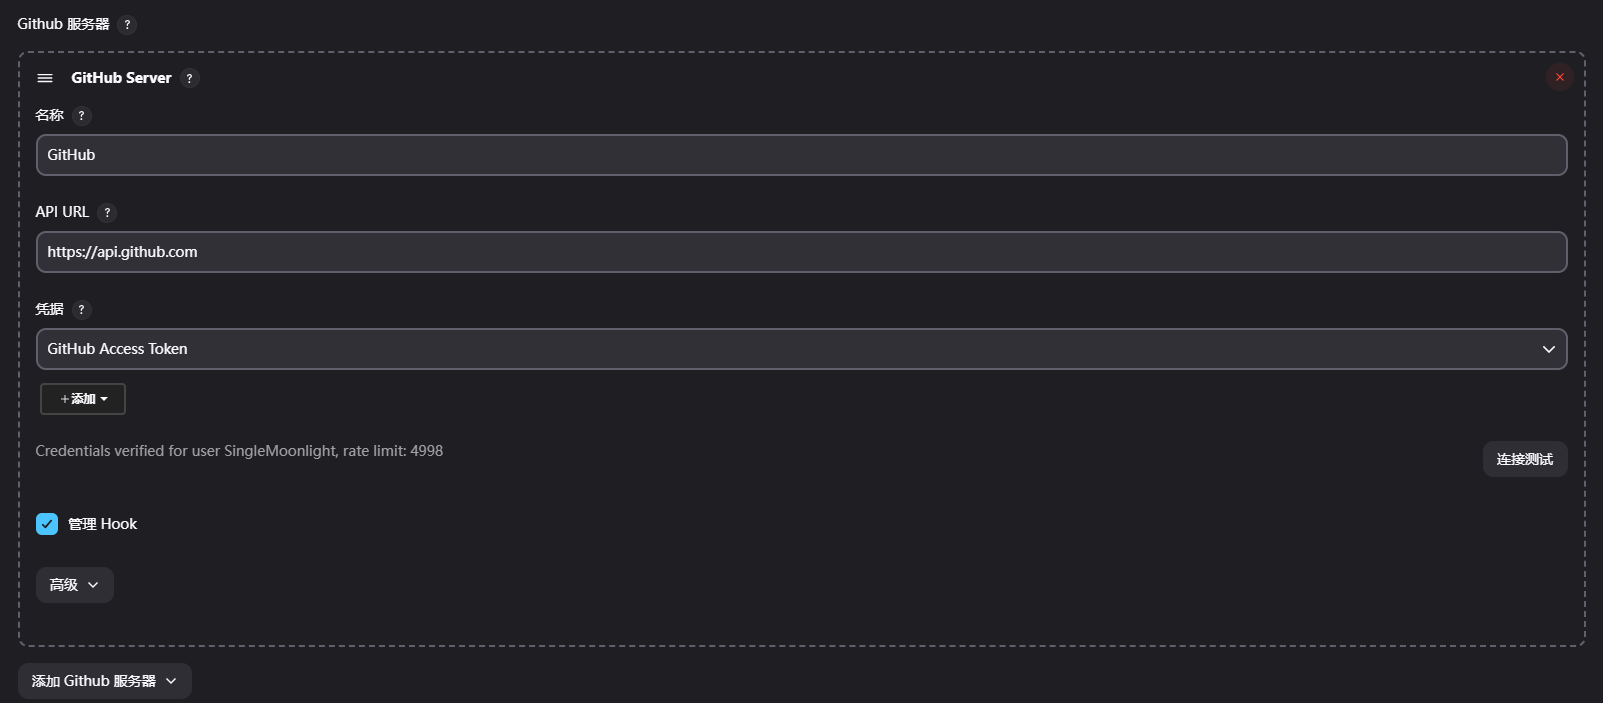 Github 服务器 ?
GitHub Server ?
名称 ?
GitHub
API URL ?
https://api.github.com
凭据 ?
GitHub Access Token
+添加
Credentials verified for user SingleMoonlight, rate limit: 4998
连接测试
管理 Hook
高级
添加 Github 服务器